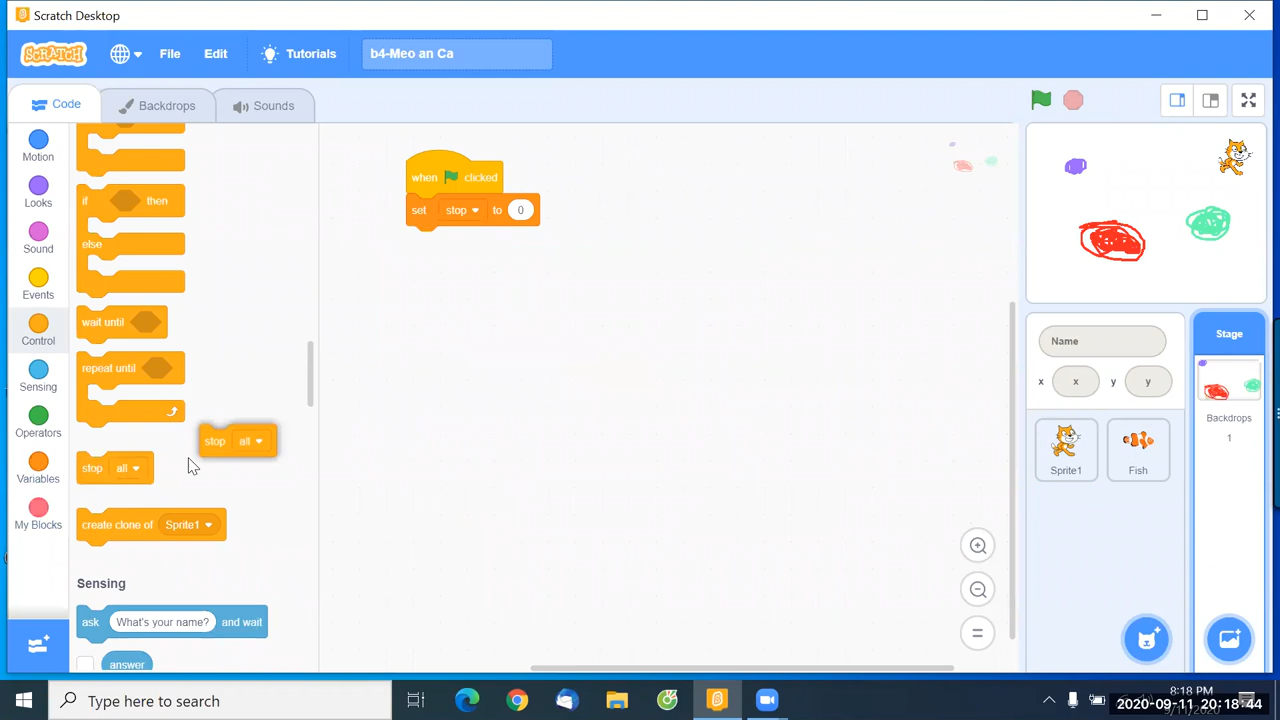 Scratch Desktop
SCRATCH
File
Edit
Tutorials
b4-Meo an Ca
Code
Backdrops
Sounds
Motion
Looks
Sound
Events
Control
Sensing
Operators
Variables
My Blocks
if then
else
wait until
repeat until
stop all
stop all
create clone of Sprite1
Sensing
ask What's your name? and wait
answer
when clicked
set stop to 0
Name
x x y y
Sprite1
Fish
Stage
Backdrops
1
Type here to search
8:18 PM
2020-09-11 20:18:44